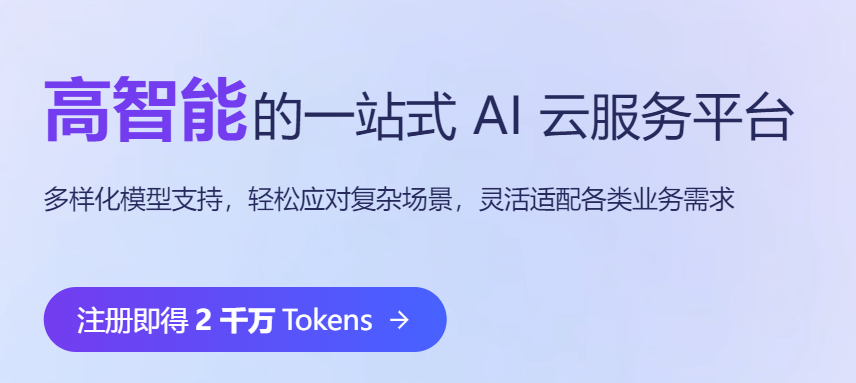 高智能的一站式 AI 云服务平台
多样化模型支持，轻松应对复杂场景，灵活适配各类业务需求
注册即得 2 千万 Tokens →